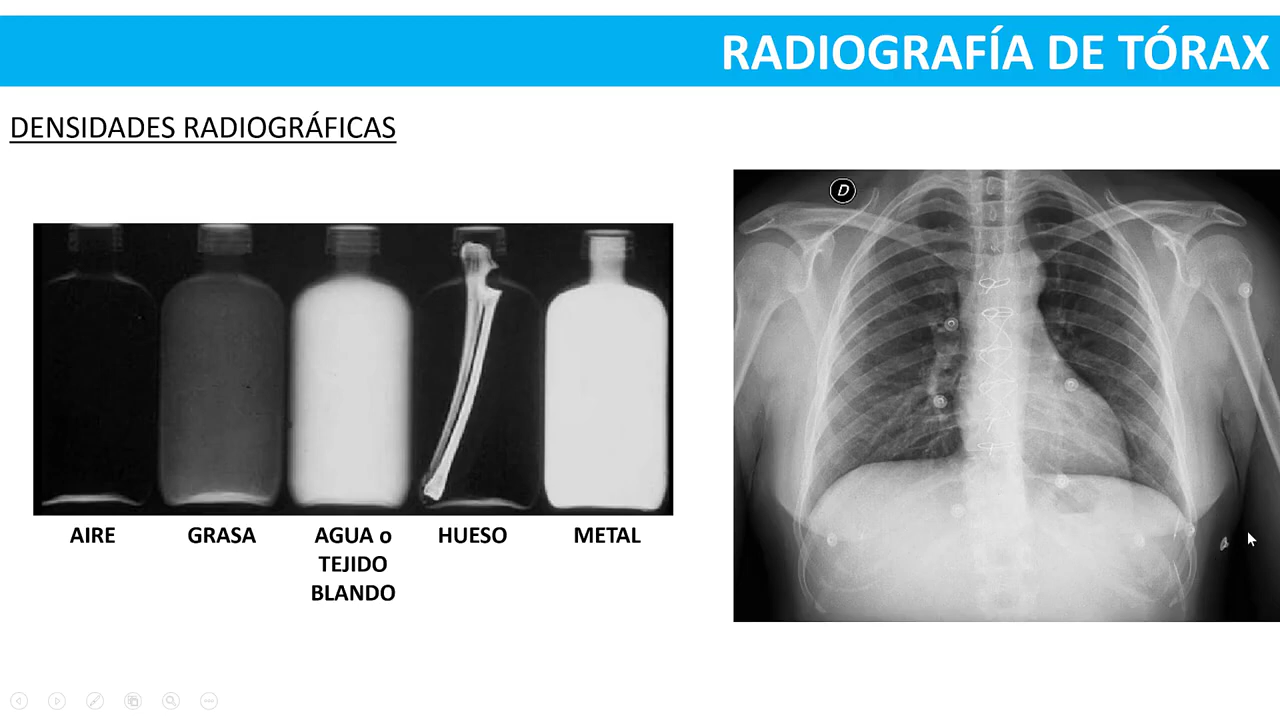 RADIOGRAFÍA DE TÓRAX
DENSIDADES RADIOGRÁFICAS
D
AIRE
GRASA
AGUA o
TEJIDO
BLANDO
HUESO
METAL